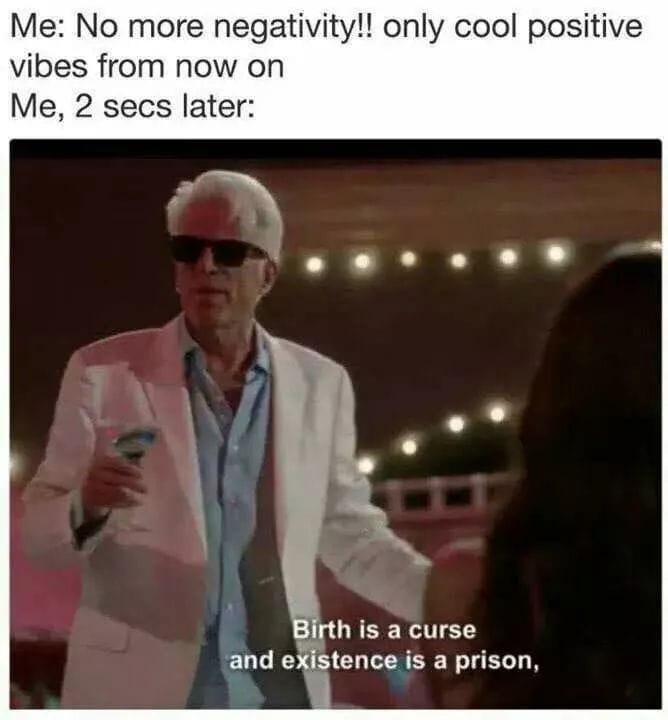 Me: No more negativity!! only cool positive
vibes from now on
Me, 2 secs later:
Birth is a curse
and existence is a prison,